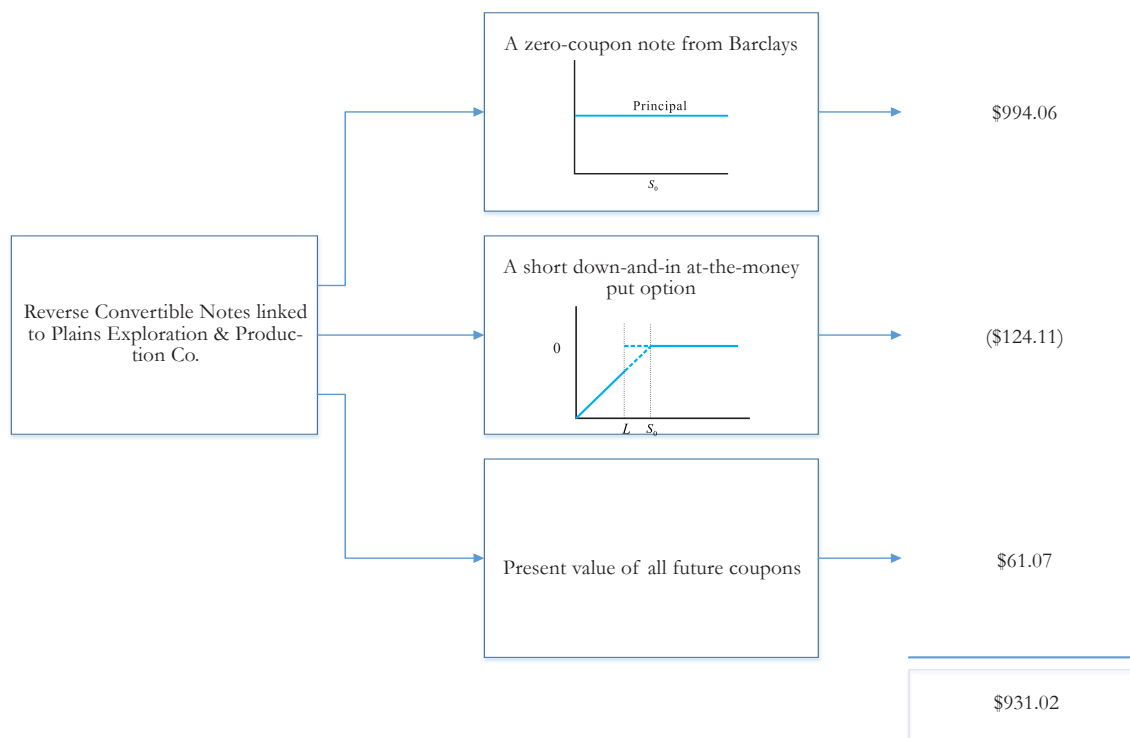 A zero-coupon note from Barclays
Principal
S₀
$994.06
Reverse Convertible Notes linked
to Plains Exploration & Produc-
tion Co.
A short down-and-in at-the-money
put option
0
L S₀
($124.11)
Present value of all future coupons
$61.07
$931.02